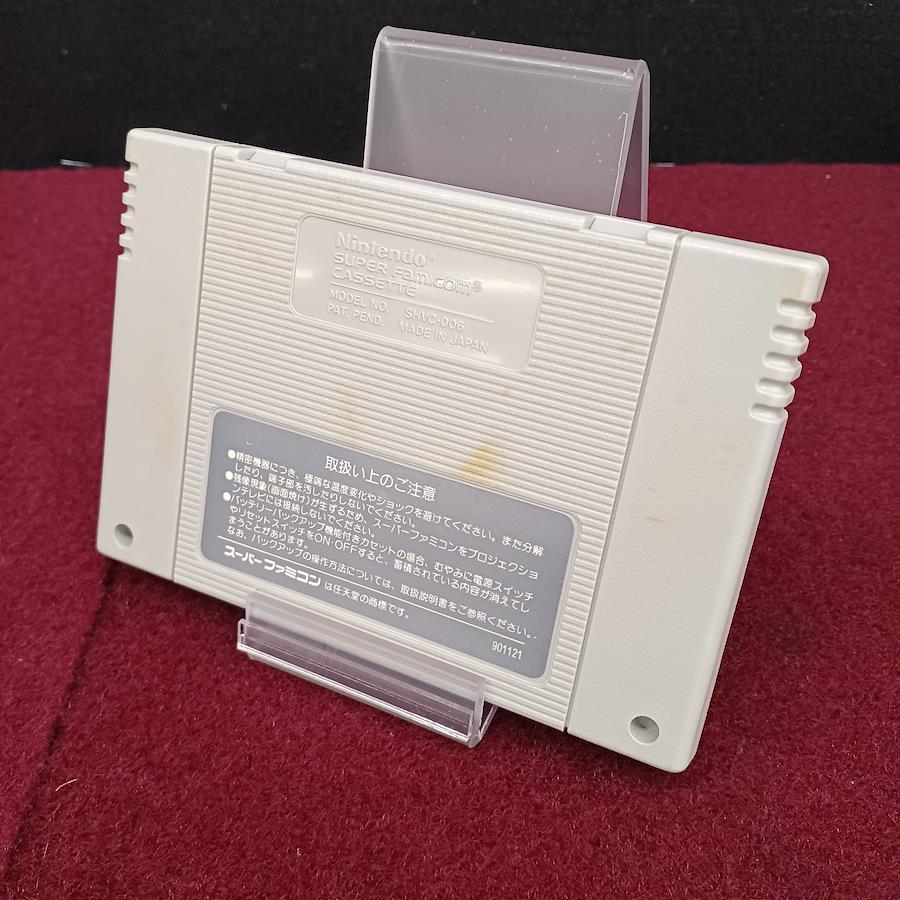 Nintendo®
SUPER FAMICOM®
CASSETTE
MODEL NO. SHVC-006
PAT. PEND. MADE IN JAPAN
取扱い上のご注意
●精密機器につき、極端な温度変化やショックを避けてください。また分解
したり、端子部を汚したりしないでください。
●残像現象(画面焼け)が生ずるため、スーパーファミコンをプロジェクショ
ンテレビには接続しないでください。
●バッテリーバックアップ機能付きカセットの場合、むやみに電源スイッチ
やリセットスイッチをON・OFFすると、蓄積されている内容が消えてし
まうことがあります。
なお、バックアップの操作方法については、取扱説明書をご参照ください。
スーパーファミコン は任天堂の商標です。
901121